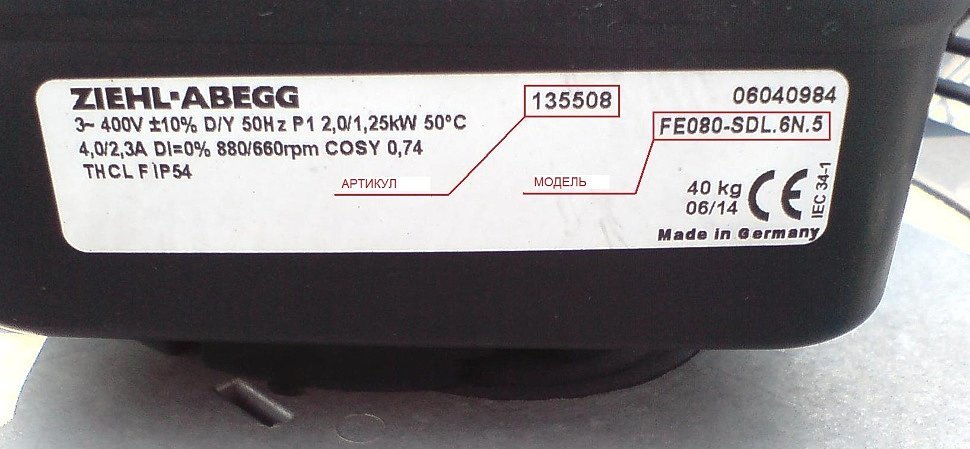 ZIEHL-ABEGG
3~ 400V ±10% D/Y 50Hz P1 2,0/1,25kW 50°C
4,0/2,3A DI=0% 880/660rpm COSY 0,74
THCL F IP54
135508
06040984
FE080-SDL.6N.5
АРТИКУЛ
МОДЕЛЬ
40 kg
06/14
CE
IEC 34-1
Made in Germany